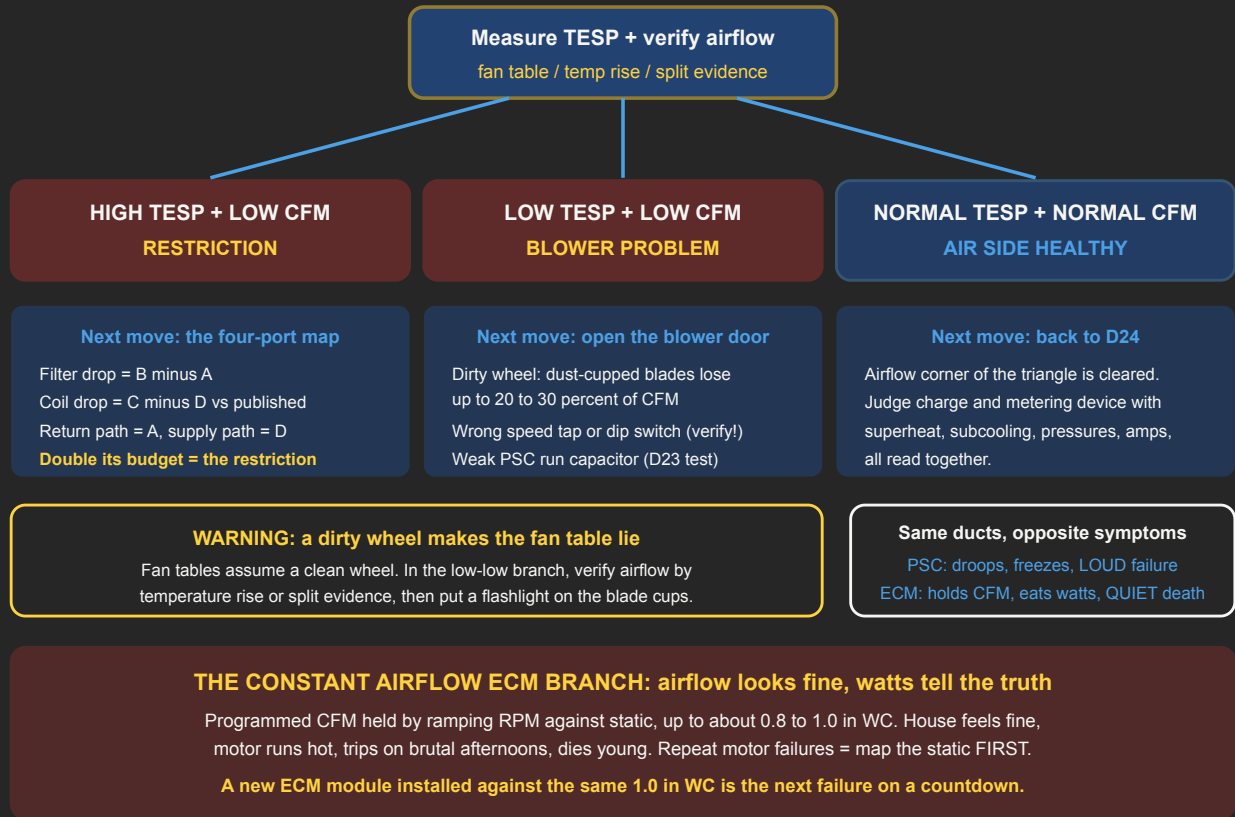 Measure TESP + verify airflow
fan table / temp rise / split evidence
HIGH TESP + LOW CFM
RESTRICTION
LOW TESP + LOW CFM
BLOWER PROBLEM
NORMAL TESP + NORMAL CFM
AIR SIDE HEALTHY
Next move: the four-port map
Filter drop = B minus A
Coil drop = C minus D vs published
Return path = A, supply path = D
Double its budget = the restriction
Next move: open the blower door
Dirty wheel: dust-cupped blades lose
up to 20 to 30 percent of CFM
Wrong speed tap or dip switch (verify!)
Weak PSC run capacitor (D23 test)
Next move: back to D24
Airflow corner of the triangle is cleared.
Judge charge and metering device with
superheat, subcooling, pressures, amps,
all read together.
WARNING: a dirty wheel makes the fan table lie
Fan tables assume a clean wheel. In the low-low branch, verify airflow by
temperature rise or split evidence, then put a flashlight on the blade cups.
Same ducts, opposite symptoms
PSC: droops, freezes, LOUD failure
ECM: holds CFM, eats watts, QUIET death
THE CONSTANT AIRFLOW ECM BRANCH: airflow looks fine, watts tell the truth
Programmed CFM held by ramping RPM against static, up to about 0.8 to 1.0 in WC. House feels fine,
motor runs hot, trips on brutal afternoons, dies young. Repeat motor failures = map the static FIRST.
A new ECM module installed against the same 1.0 in WC is the next failure on a countdown.